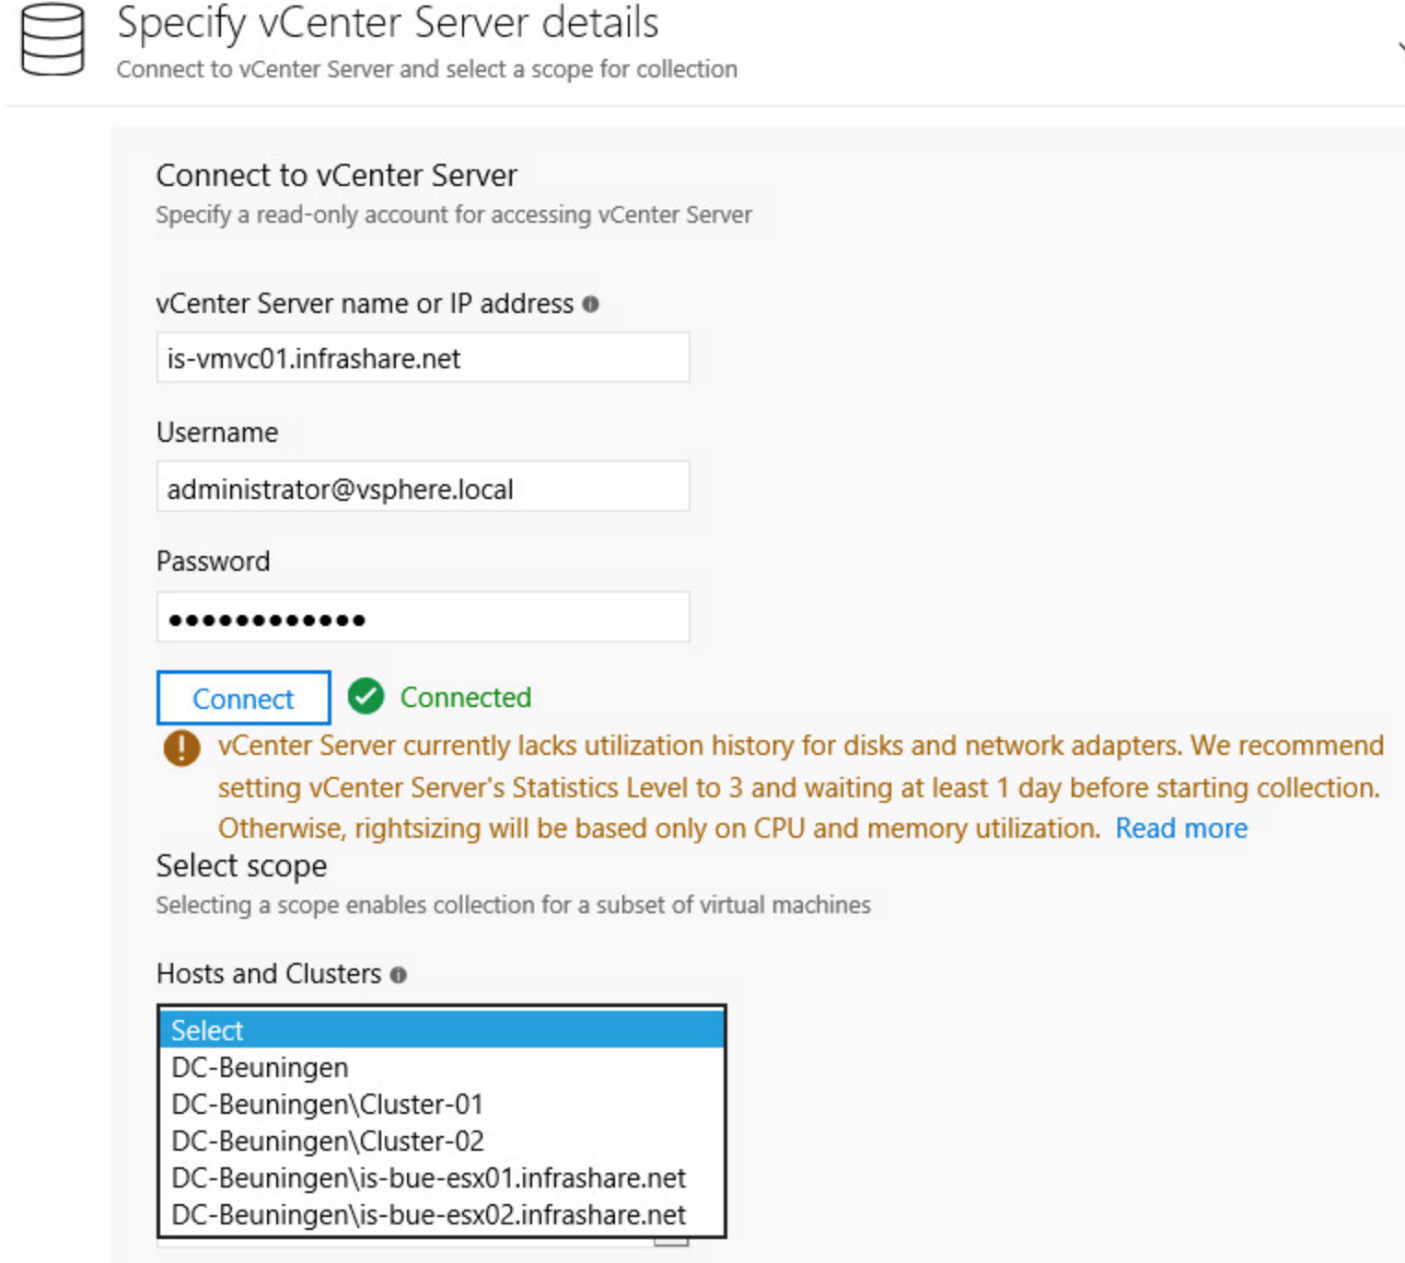 Specify vCenter Server details
Connect to vCenter Server and select a scope for collection
Connect to vCenter Server
Specify a read-only account for accessing vCenter Server
vCenter Server name or IP address
is-vmvc01.infrashare.net
Username
administrator@vsphere.local
Password
••••••••••••
Connect Connected
vCenter Server currently lacks utilization history for disks and network adapters. We recommend
setting vCenter Server's Statistics Level to 3 and waiting at least 1 day before starting collection.
Otherwise, rightsizing will be based only on CPU and memory utilization. Read more
Select scope
Selecting a scope enables collection for a subset of virtual machines
Hosts and Clusters
Select
DC-Beuningen
DC-Beuningen\Cluster-01
DC-Beuningen\Cluster-02
DC-Beuningen\is-bue-esx01.infrashare.net
DC-Beuningen\is-bue-esx02.infrashare.net